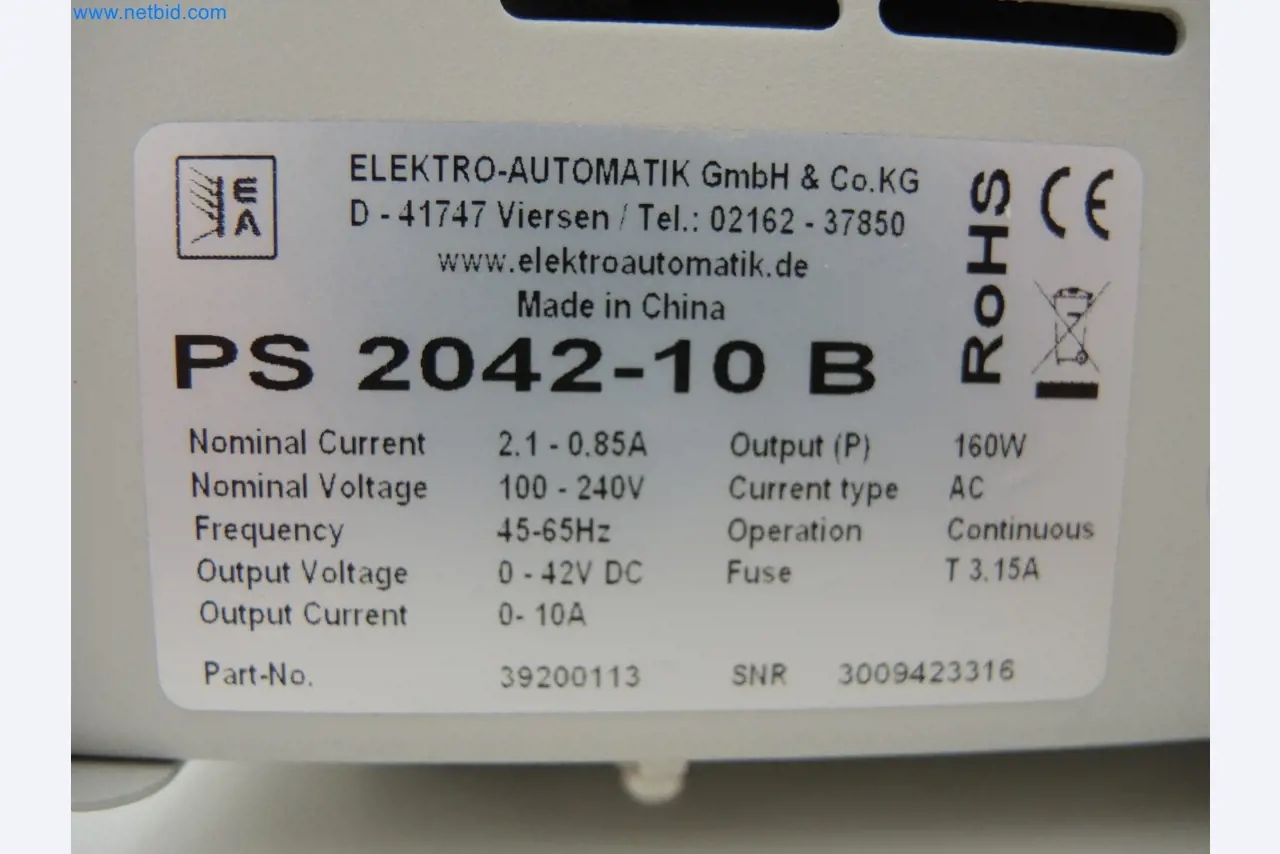 www.netbid.com
EA
ELEKTRO-AUTOMATIK GmbH & Co.KG
D - 41747 Viersen / Tel.: 02162 - 37850
www.elektroautomatik.de
Made in China
RoHS CE
PS 2042-10 B
Nominal Current 2.1 - 0.85A Output (P) 160W
Nominal Voltage 100 - 240V Current type AC
Frequency 45-65Hz Operation Continuous
Output Voltage 0 - 42V DC Fuse T 3.15A
Output Current 0- 10A
Part-No. 39200113 SNR 3009423316